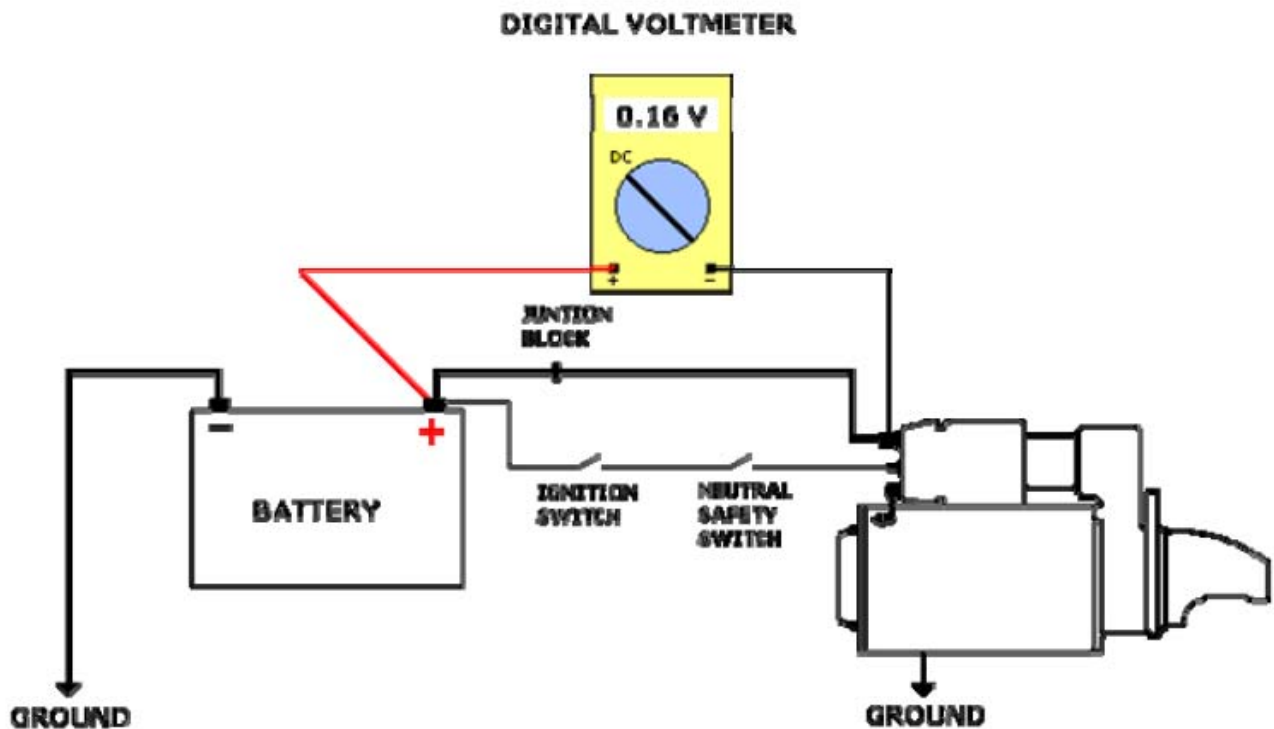 DIGITAL VOLTMETER
0.16 V
DC
+ -
JUNTION
BLOCK
- +
BATTERY
IGNITION
SWITCH
NEUTRAL
SAFETY
SWITCH
GROUND
GROUND